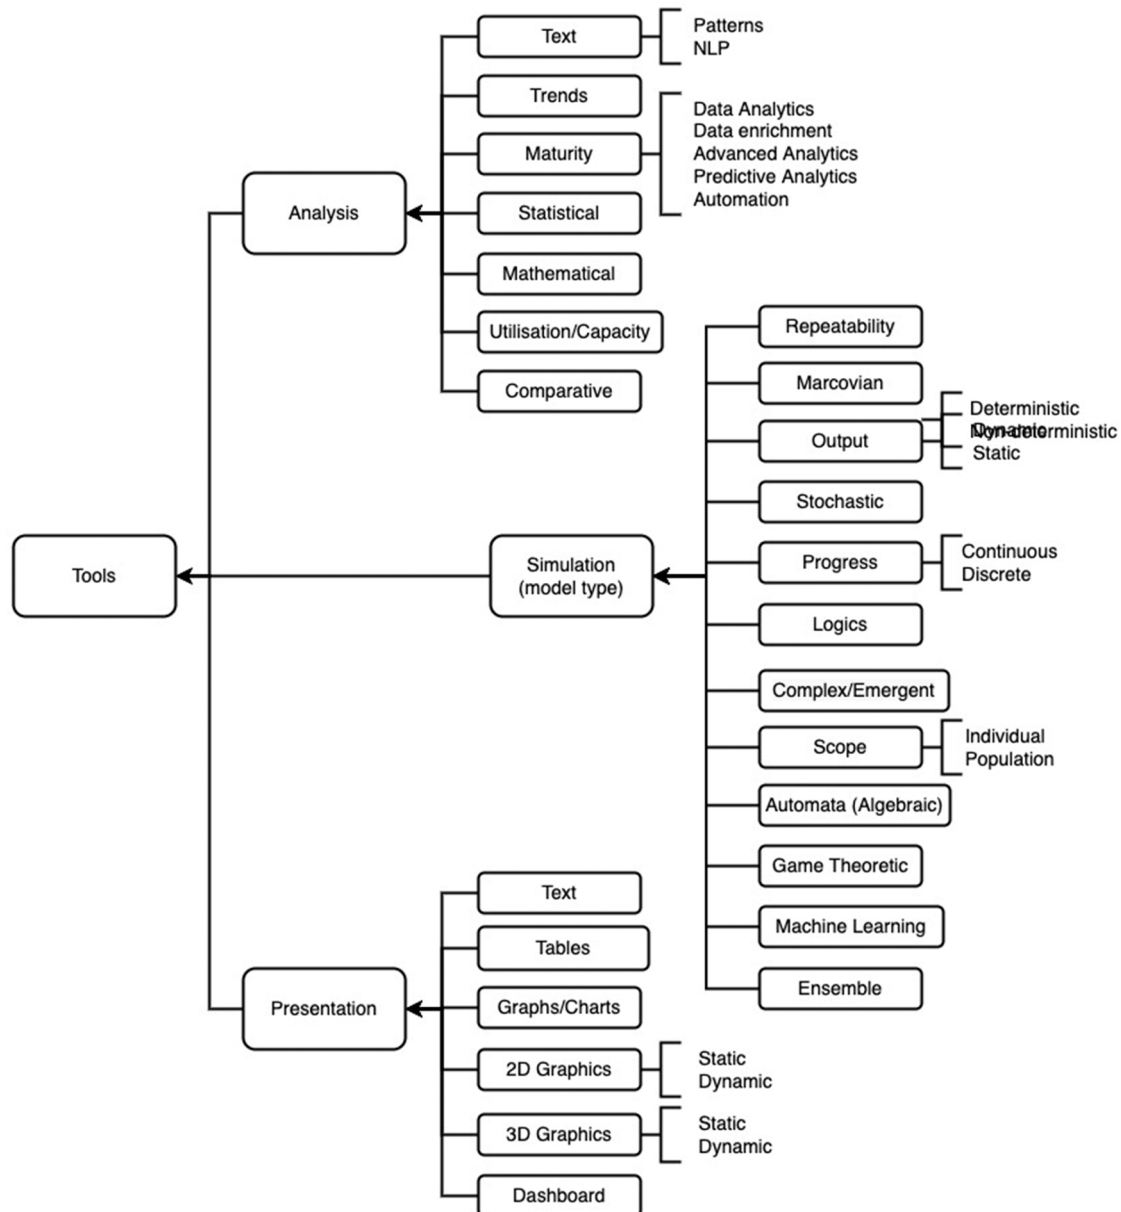 Text
Patterns
NLP
Trends
Maturity
Data Analytics
Data enrichment
Advanced Analytics
Predictive Analytics
Automation
Analysis
Statistical
Mathematical
Utilisation/Capacity
Comparative
Repeatability
Marcovian
Output
Deterministic
Non-deterministic
Dynamic
Static
Stochastic
Tools
Simulation
(model type)
Progress
Continuous
Discrete
Logics
Complex/Emergent
Scope
Individual
Population
Automata (Algebraic)
Game Theoretic
Machine Learning
Ensemble
Presentation
Text
Tables
Graphs/Charts
2D Graphics
Static
Dynamic
3D Graphics
Static
Dynamic
Dashboard